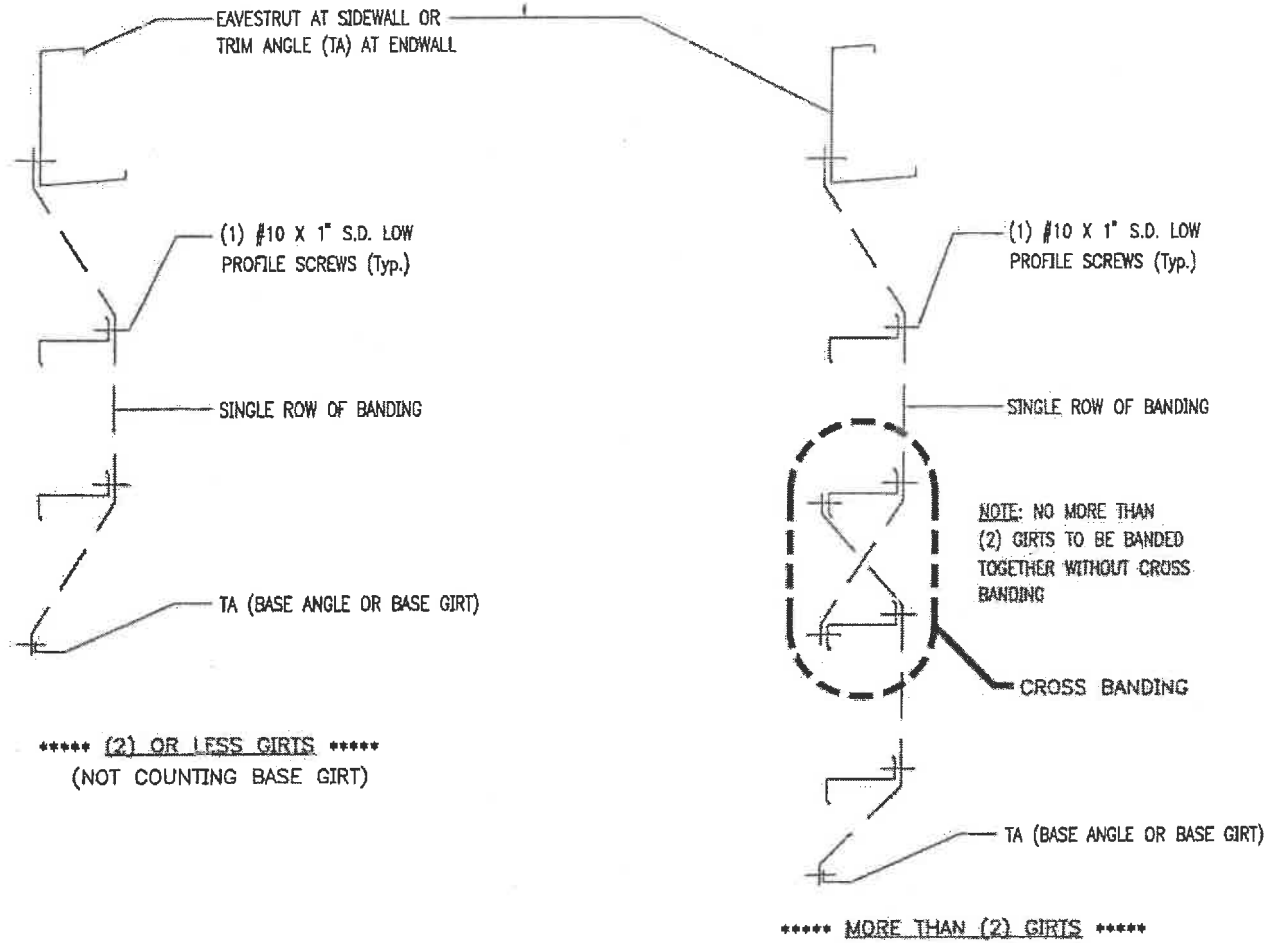 EAVESTRUT AT SIDEWALL OR
TRIM ANGLE (TA) AT ENDWALL
(1) #10 X 1" S.D. LOW
PROFILE SCREWS (Typ.)
SINGLE ROW OF BANDING
TA (BASE ANGLE OR BASE GIRT)
***** (2) OR LESS GIRTS *****
(NOT COUNTING BASE GIRT)
(1) #10 X 1" S.D. LOW
PROFILE SCREWS (Typ.)
SINGLE ROW OF BANDING
NOTE: NO MORE THAN
(2) GIRTS TO BE BANDED
TOGETHER WITHOUT CROSS
BANDING
CROSS BANDING
TA (BASE ANGLE OR BASE GIRT)
***** MORE THAN (2) GIRTS *****